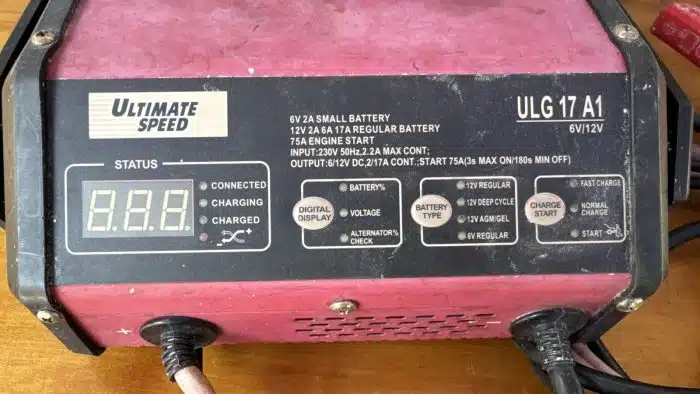 ULTIMATE
SPEED
6V 2A SMALL BATTERY
12V 2A 6A 17A REGULAR BATTERY
75A ENGINE START
INPUT:230V 50Hz,2.2A MAX CONT;
OUTPUT:6/12V DC,2/17A CONT.;START 75A(3s MAX ON/180s MIN OFF)
ULG 17 A1
6V/12V
STATUS
8.8.8.
CONNECTED
CHARGING
CHARGED
- +
DIGITAL
DISPLAY
BATTERY%
VOLTAGE
ALTERNATOR%
CHECK
BATTERY
TYPE
12V REGULAR
12V DEEP CYCLE
12V AGM/GEL
6V REGULAR
CHARGE
START
FAST CHARGE
NORMAL
CHARGE
START
+
-